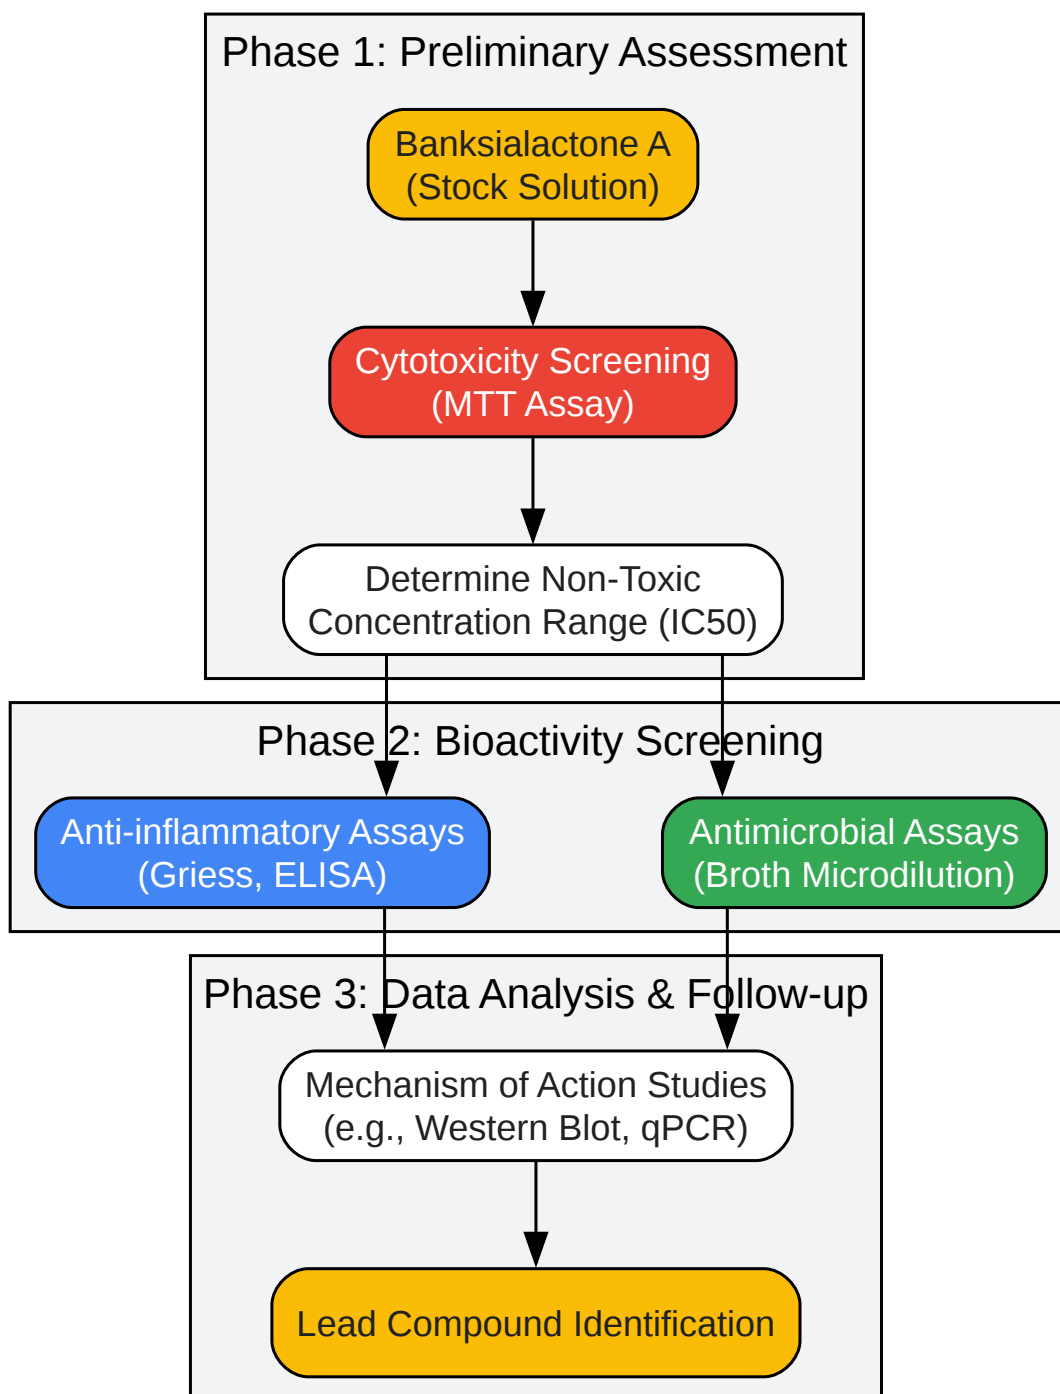 Phase 1: Preliminary Assessment
Banksialactone A
(Stock Solution)
Cytotoxicity Screening
(MTT Assay)
Determine Non-Toxic
Concentration Range (IC50)
Phase 2: Bioactivity Screening
Anti-inflammatory Assays
(Griess, ELISA)
Antimicrobial Assays
(Broth Microdilution)
Phase 3: Data Analysis & Follow-up
Mechanism of Action Studies
(e.g., Western Blot, qPCR)
Lead Compound Identification